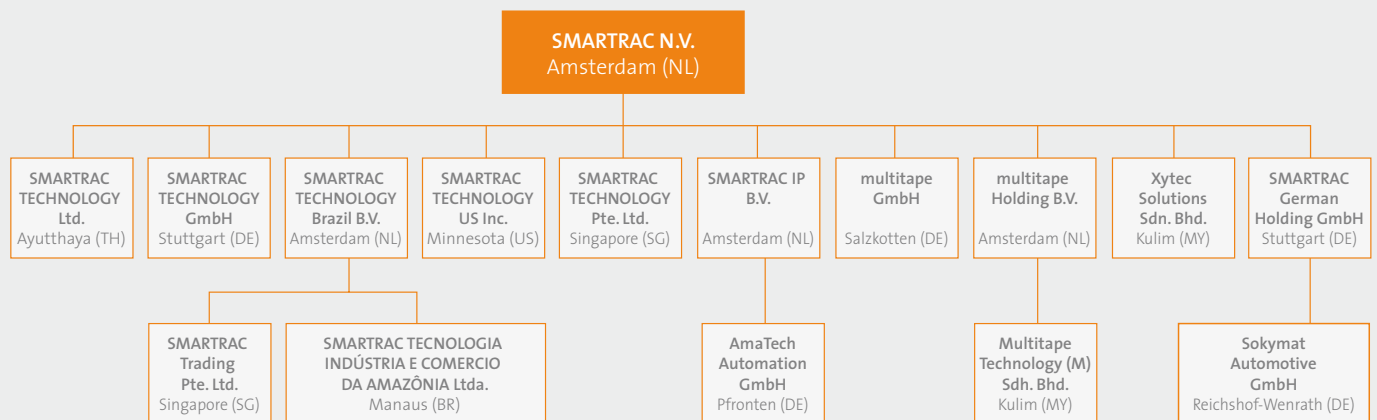 SMARTRAC N.V.
Amsterdam (NL)
SMARTRAC
TECHNOLOGY
Ltd.
Ayutthaya (TH)
SMARTRAC
TECHNOLOGY
GmbH
Stuttgart (DE)
SMARTRAC
TECHNOLOGY
Brazil B.V.
Amsterdam (NL)
SMARTRAC
TECHNOLOGY
US Inc.
Minnesota (US)
SMARTRAC
TECHNOLOGY
Pte. Ltd.
Singapore (SG)
SMARTRAC IP
B.V.
Amsterdam (NL)
multitape
GmbH
Salzkotten (DE)
multitape
Holding B.V.
Amsterdam (NL)
Xytec
Solutions
Sdn. Bhd.
Kulim (MY)
SMARTRAC
German
Holding GmbH
Stuttgart (DE)
SMARTRAC
Trading
Pte. Ltd.
Singapore (SG)
SMARTRAC TECNOLOGIA
INDÚSTRIA E COMERCIO
DA AMAZÔNIA Ltda.
Manaus (BR)
AmaTech
Automation
GmbH
Pfronten (DE)
Multitape
Technology (M)
Sdh. Bhd.
Kulim (MY)
Sokymat
Automotive
GmbH
Reichshof-Wenrath (DE)